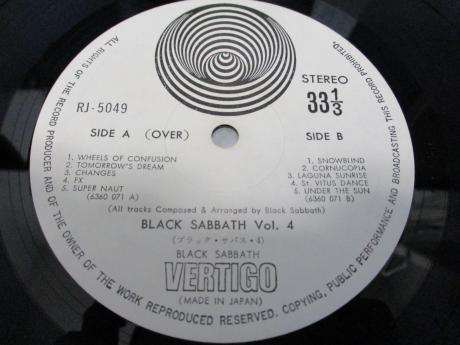 ALL RIGHTS OF THE RECORD PRODUCER AND OF THE OWNER OF THE WORK REPRODUCED RESERVED. COPYING, PUBLIC PERFORMANCE AND BROADCASTING THIS RECORD PROHIBITED.
RJ-5049
STEREO
33 1/3
SIDE A (OVER)
SIDE B
1. WHEELS OF CONFUSION
2. TOMORROW'S DREAM
3. CHANGES
4. FX
5. SUPER NAUT
(6360 071 A)
1. SNOWBLIND
2. CORNUCOPIA
3. LAGUNA SUNRISE
4. St. VITUS DANCE
5. UNDER THE SUN
(6360 071 B)
(All tracks Composed & Arranged by Black Sabbath)
BLACK SABBATH Vol. 4
(ブラック・サバス・4)
BLACK SABBATH
VERTIGO
(MADE IN JAPAN)